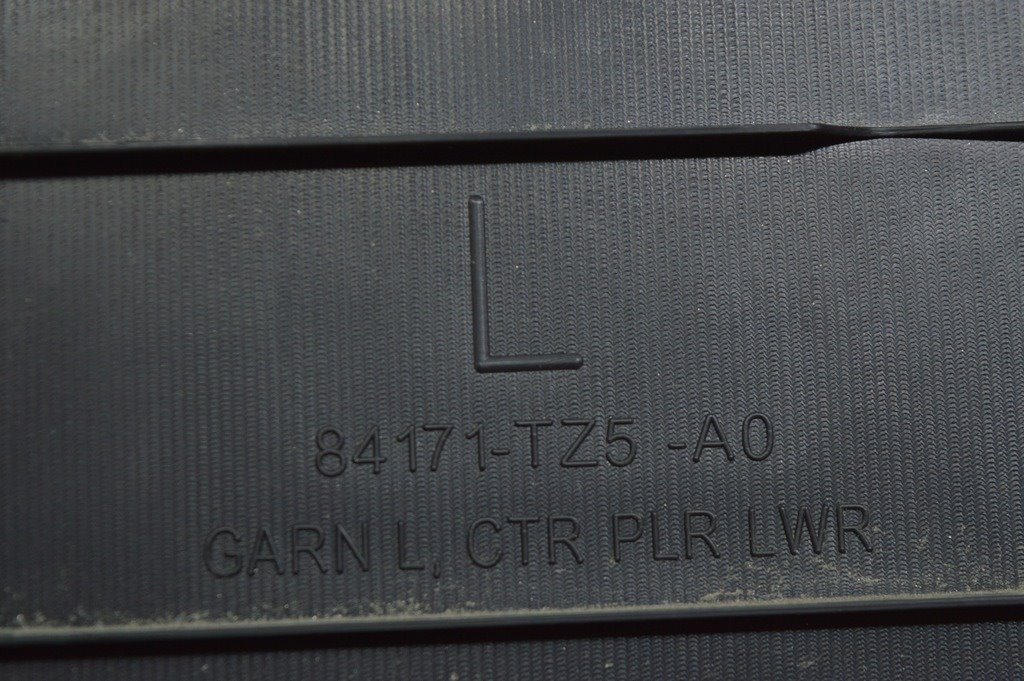 L
84171-TZ5 -A0
GARN L, CTR PLR LWR